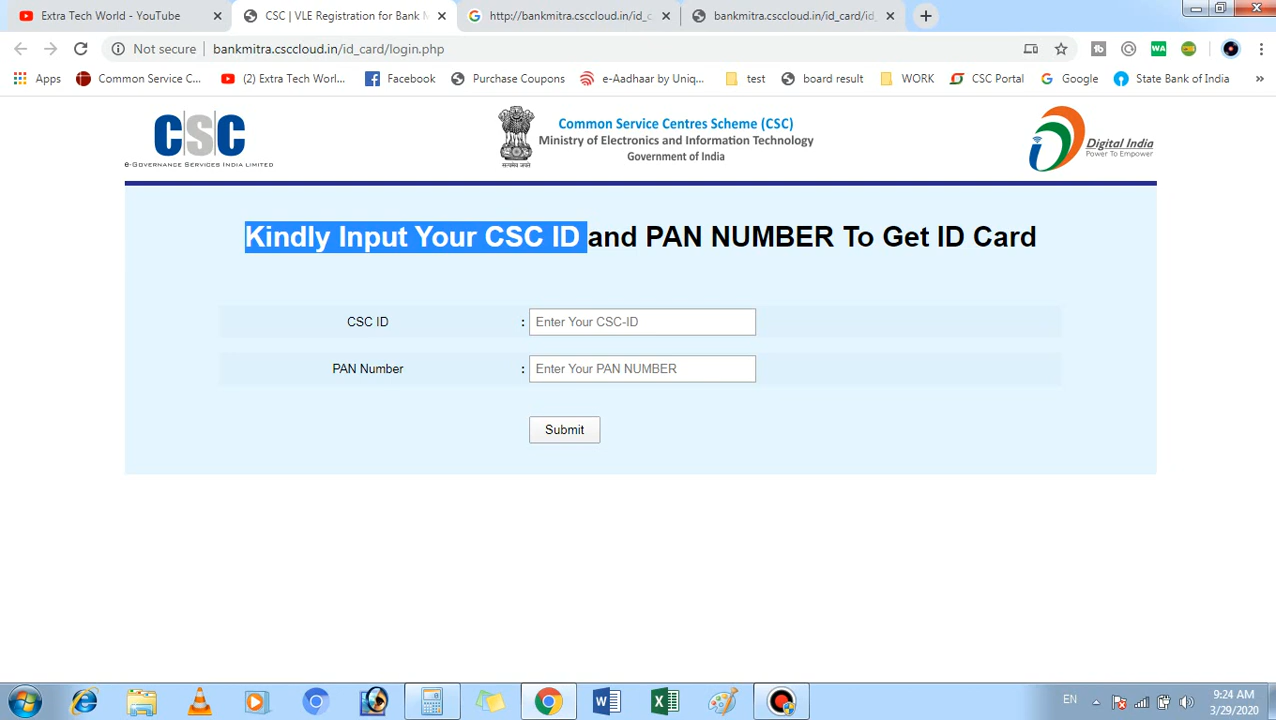 Extra Tech World - YouTube
CSC | VLE Registration for Bank M
http://bankmitra.csccloud.in/id_c
bankmitra.csccloud.in/id_card/id_
Not secure
bankmitra.csccloud.in/id_card/login.php
Apps
Common Service C...
(2) Extra Tech Worl...
Facebook
Purchase Coupons
e-Aadhaar by Uniq...
test
board result
WORK
CSC Portal
Google
State Bank of India
»
CSC
e-Governance Services India Limited
सत्यमेव जयते
Common Service Centres Scheme (CSC)
Ministry of Electronics and Information Technology
Government of India
Digital India
Power To Empower
Kindly Input Your CSC ID and PAN NUMBER To Get ID Card
CSC ID : Enter Your CSC-ID
PAN Number : Enter Your PAN NUMBER
Submit
EN
9:24 AM
3/29/2020